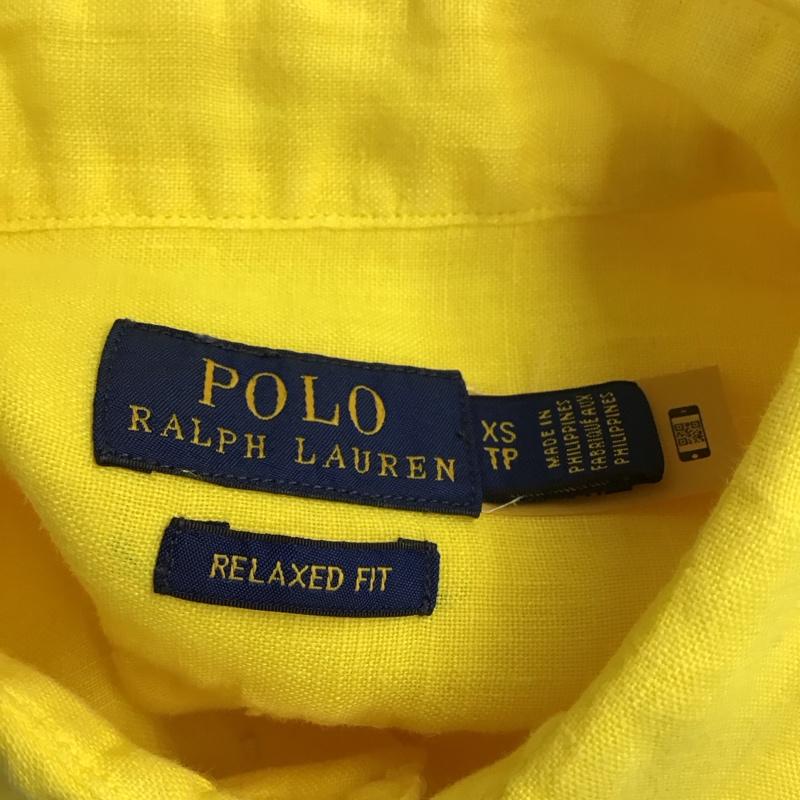 POLO
RALPH LAUREN
XS
TP
MADE IN
PHILIPPINES
FABRIQUÉ AUX
PHILIPPINES
RELAXED FIT